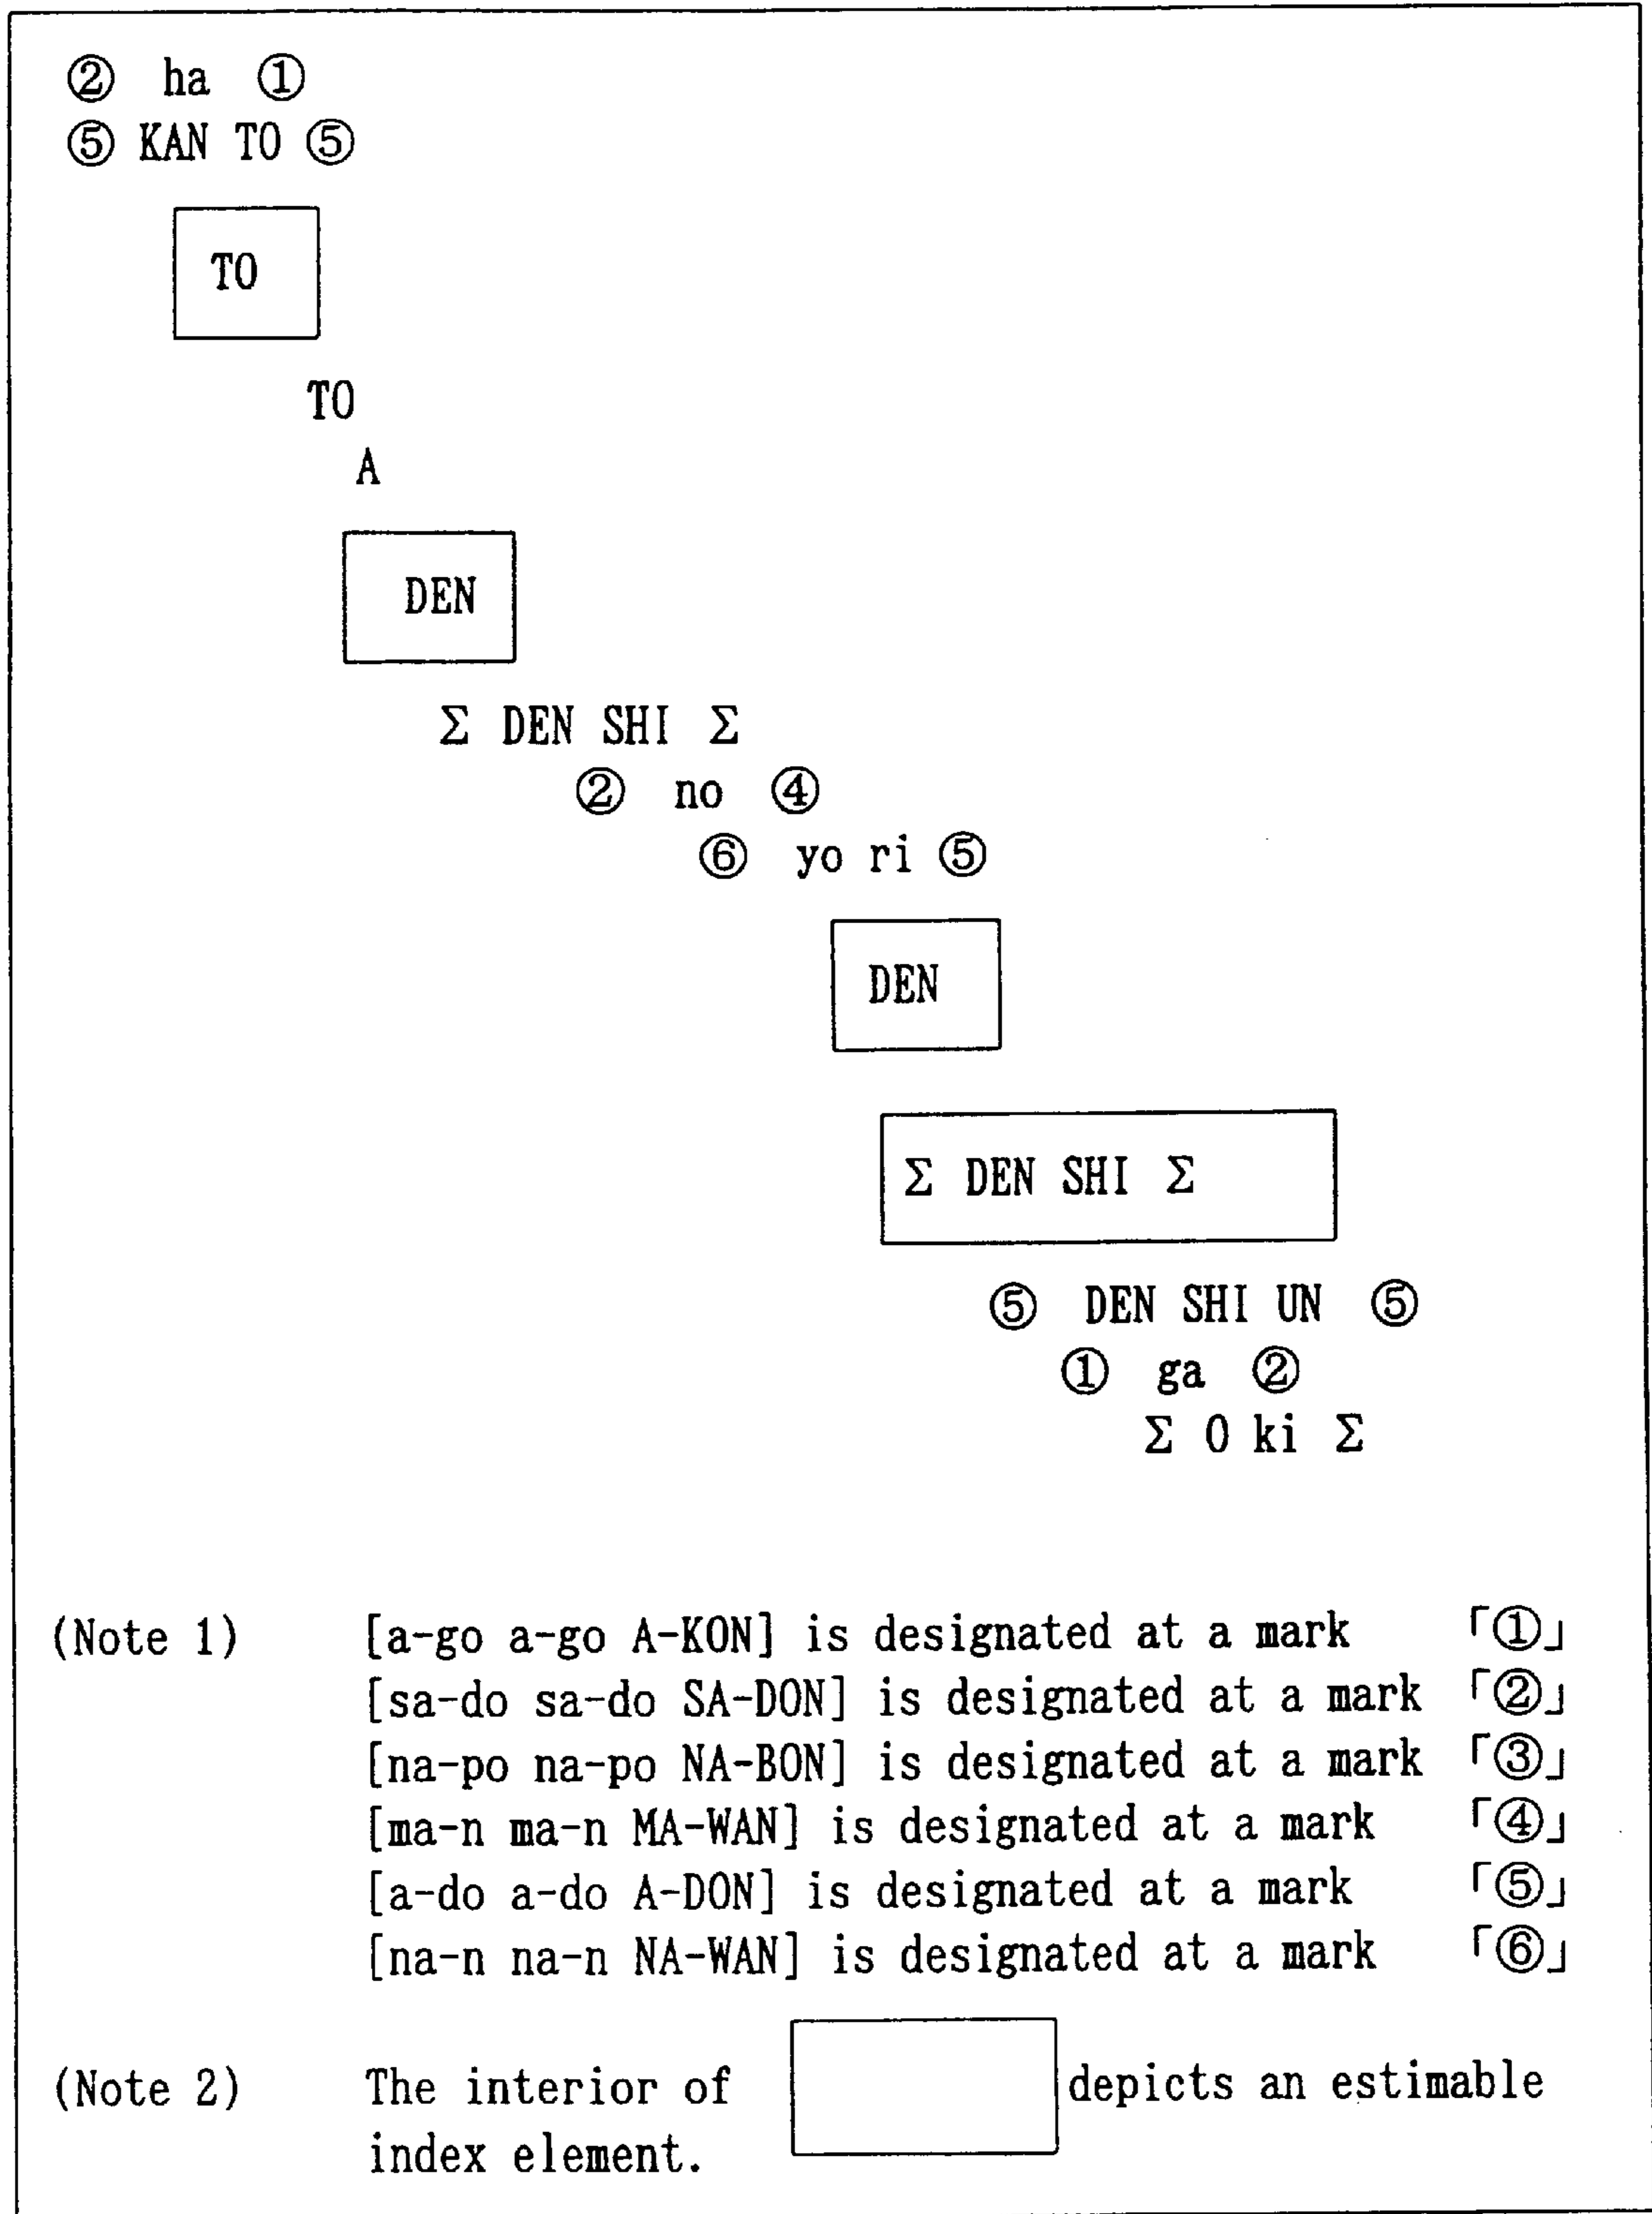 ② ha ①
⑤ KAN TO ⑤
TO
TO
A
DEN
Σ DEN SHI Σ
② no ④
⑥ yo ri ⑤
DEN
Σ DEN SHI Σ
⑤ DEN SHI UN ⑤
① ga ②
Σ O ki Σ
(Note 1) [a-go a-go A-KON] is designated at a mark 「①」
[sa-do sa-do SA-DON] is designated at a mark 「②」
[na-po na-po NA-BON] is designated at a mark 「③」
[ma-n ma-n MA-WAN] is designated at a mark 「④」
[a-do a-do A-DON] is designated at a mark 「⑤」
[na-n na-n NA-WAN] is designated at a mark 「⑥」
(Note 2) The interior of depicts an estimable
index element.